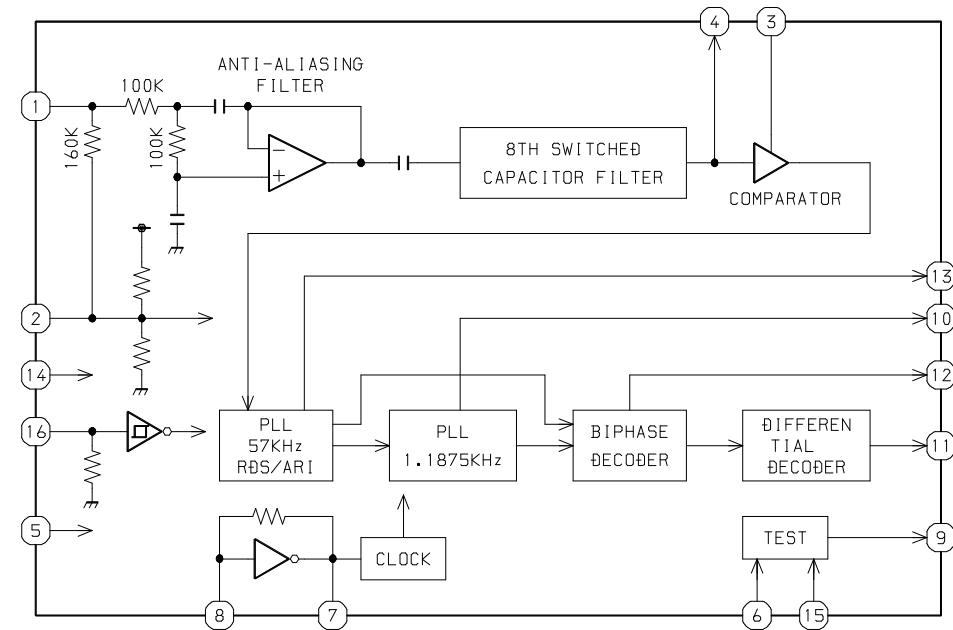 4
3
ANTI-ALIASING
FILTER
100K
1
160K
100K
8TH SWITCHED
CAPACITOR FILTER
COMPARATOR
13
2
10
14
12
16
PLL
57KHz
RDS/ARI
PLL
1.1875KHz
BIPHASE
DECODER
DIFFEREN
TIAL
DECODER
11
5
CLOCK
TEST
9
8
7
6
15